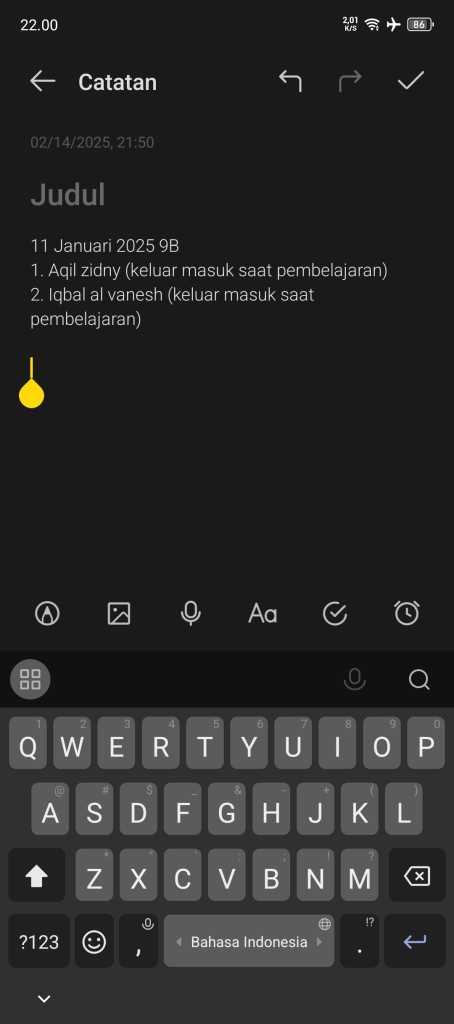 22.00
2,01
K/S
86
Catatan
02/14/2025, 21:50
Judul
11 Januari 2025 9B
1. Aqil zidny (keluar masuk saat pembelajaran)
2. Iqbal al vanesh (keluar masuk saat
pembelajaran)
Aa
1 2 3 4 5 6 7 8 9 0
Q W E R T Y U I O P
@ # $ _ & - + ( )
A S D F G H J K L
* " ' : ; ! ?
Z X C V B N M
!?
?123 , Bahasa Indonesia .